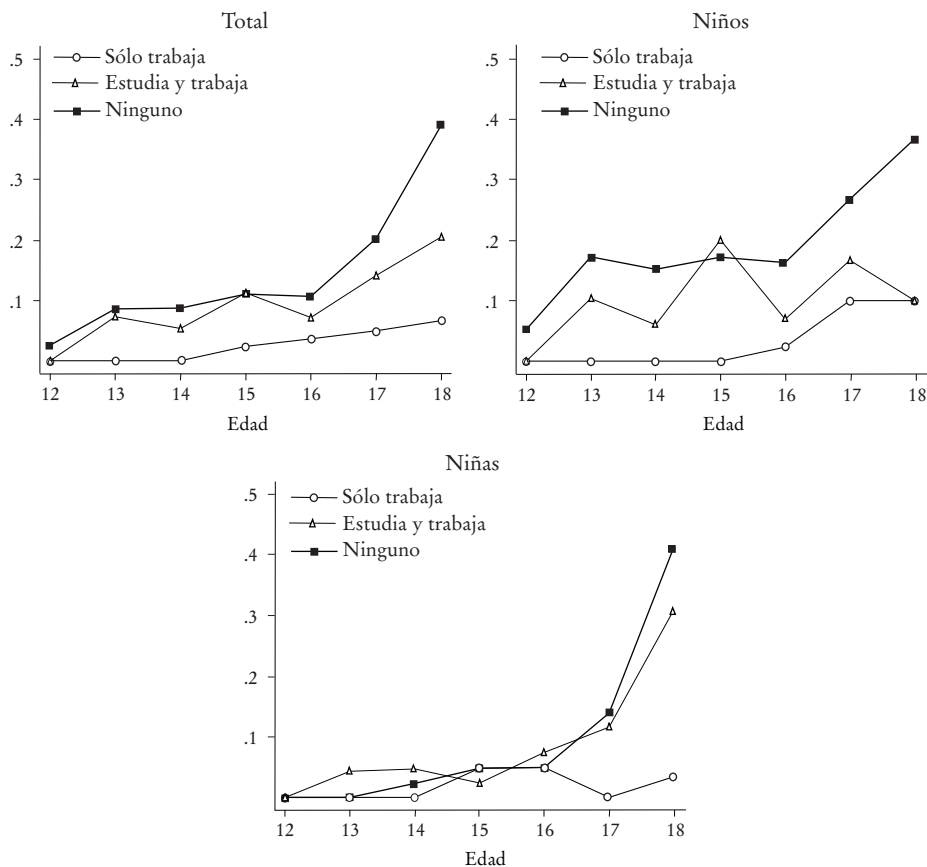 Total
.5
.4
.3
.2
.1
Sólo trabaja
Estudia y trabaja
Ninguno
12 13 14 15 16 17 18
Edad
Niños
.5
.4
.3
.2
.1
Sólo trabaja
Estudia y trabaja
Ninguno
12 13 14 15 16 17 18
Edad
Niñas
.5
.4
.3
.2
.1
Sólo trabaja
Estudia y trabaja
Ninguno
12 13 14 15 16 17 18
Edad